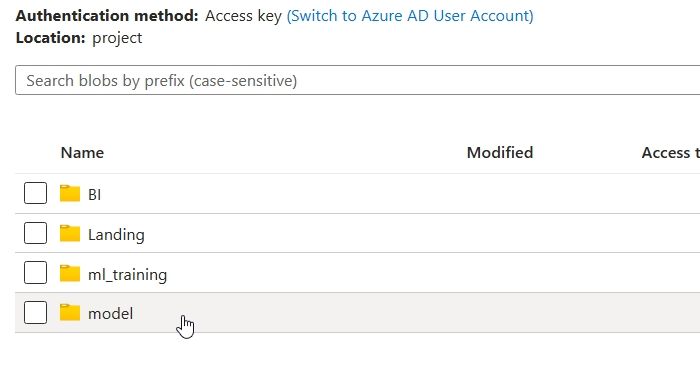 Authentication method: Access key (Switch to Azure AD User Account)
Location: project
Search blobs by prefix (case-sensitive)
Name Modified Access t
BI
Landing
ml_training
model